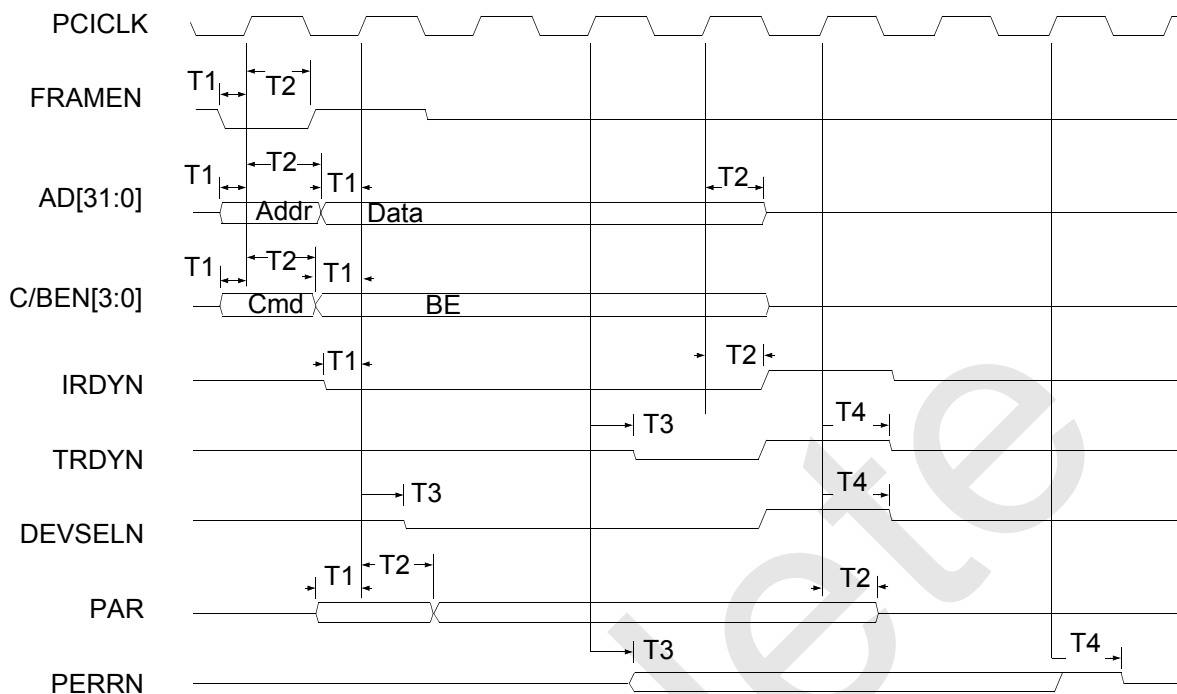 PCICLK
T1 T2
FRAMEN
T2
T1 T1 T2
AD[31:0]
Addr Data
T2
T1 T1
C/BEN[3:0]
Cmd BE
T1 T2
IRDYN
T3 T4
TRDYN
T3 T4
DEVSELN
T1 T2 T2
PAR
T3 T4
PERRN
lete